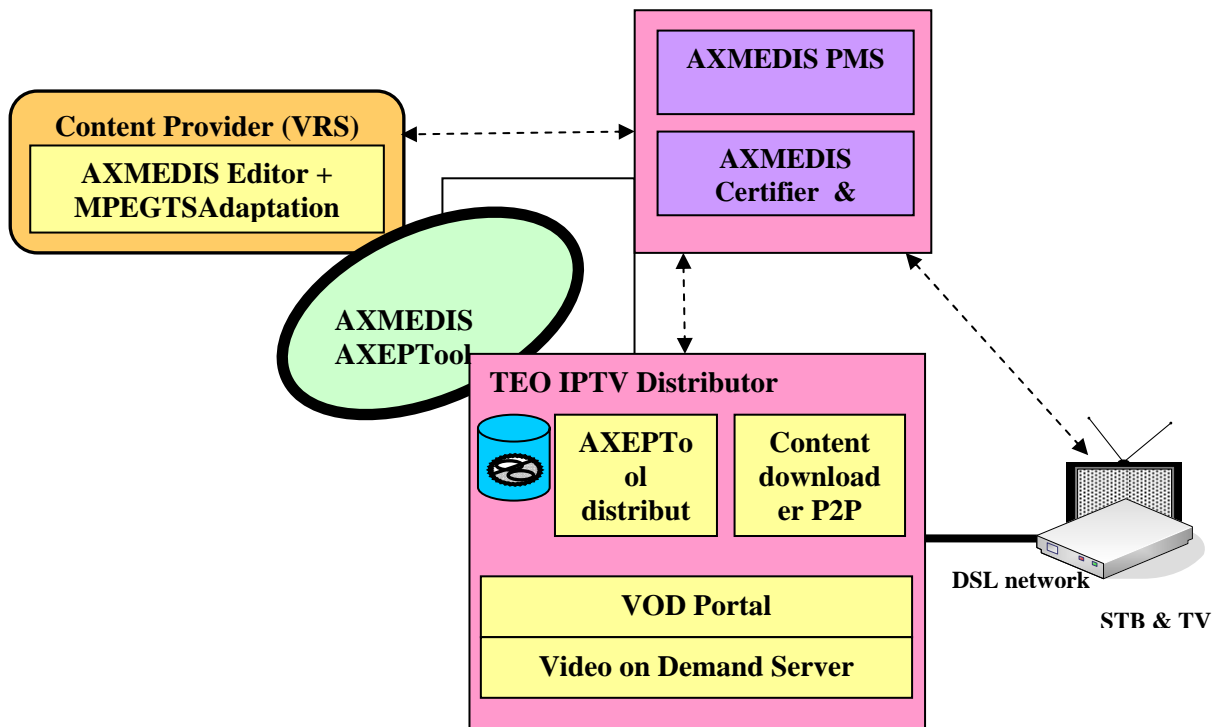 AXMEDIS PMS
AXMEDIS
Certifier &
Content Provider (VRS)
AXMEDIS Editor +
MPEGTSAdaptation
AXMEDIS
AXEPTool
TEO IPTV Distributor
AXEPTo
ol
distribut
Content
download
er P2P
VOD Portal
Video on Demand Server
DSL network
STB & TV